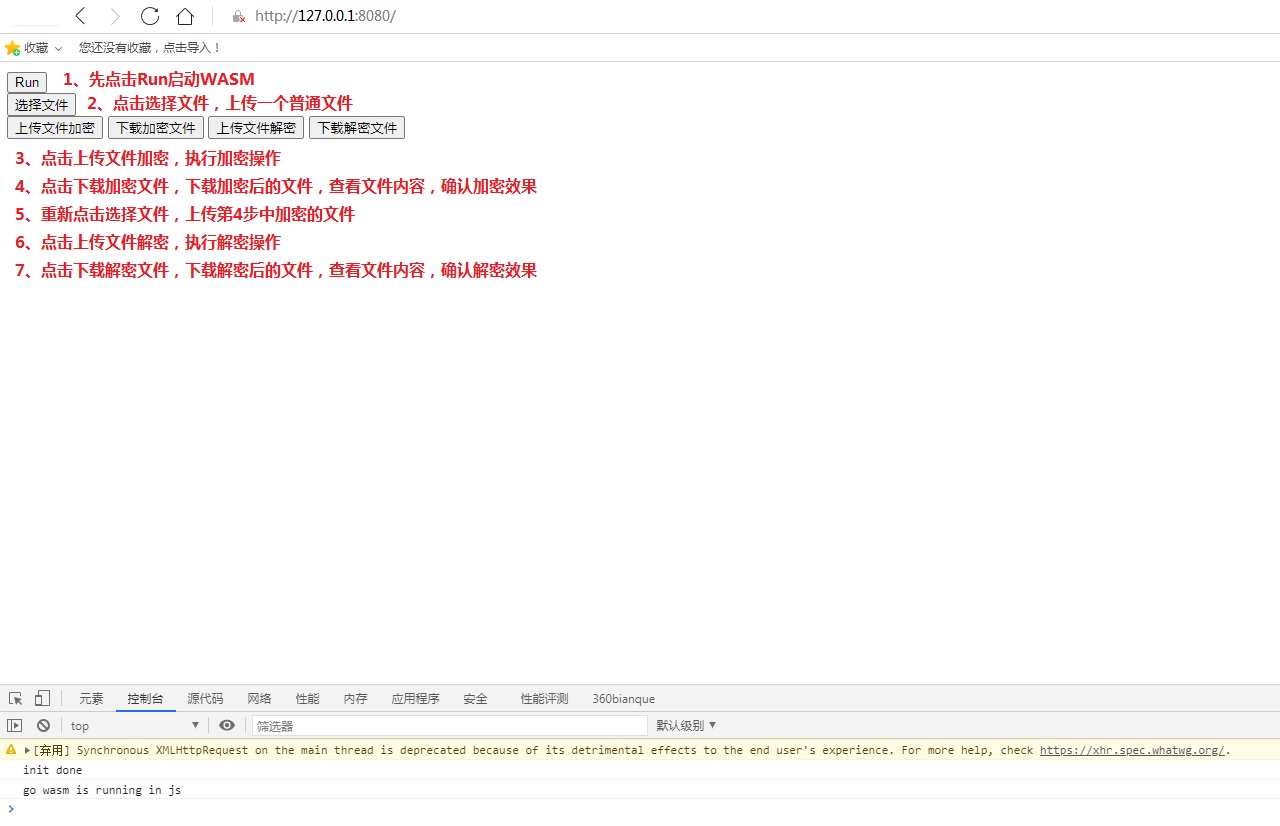 http://127.0.0.1:8080/
收藏 您还没有收藏，点击导入！
Run 1、先点击Run启动WASM
选择文件 2、点击选择文件，上传一个普通文件
上传文件加密 下载加密文件 上传文件解密 下载解密文件
3、点击上传文件加密，执行加密操作
4、点击下载加密文件，下载加密后的文件，查看文件内容，确认加密效果
5、重新点击选择文件，上传第4步中加密的文件
6、点击上传文件解密，执行解密操作
7、点击下载解密文件，下载解密后的文件，查看文件内容，确认解密效果
元素 控制台 源代码 网络 性能 内存 应用程序 安全 性能评测 360bianque
top 筛选器 默认级别
[弃用] Synchronous XMLHttpRequest on the main thread is deprecated because of its detrimental effects to the end user's experience. For more help, check https://xhr.spec.whatwg.org/.
init done
go wasm is running in js